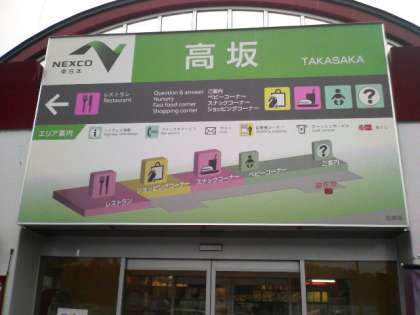 NEXCO
東日本
高坂
TAKASAKA
レストラン
Restaurant
Question & answer
Nursery
Fast food corner
Shopping corner
ご案内
ベビーコーナー
スナックコーナー
ショッピングコーナー
エリア案内
レストラン
ショッピングコーナー
スナックコーナー
ベビーコーナー
ご案内
現在地